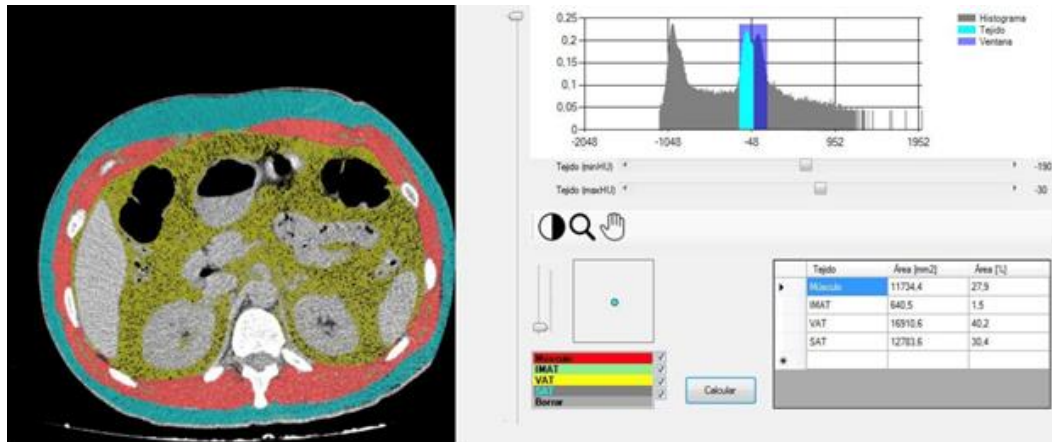 0,25
0,2
0,15
0,1
0,05
0
-2048 -1048 -48 952 1952
Histograma
Tejido
Ventana
Tejido (minHU) -190
Tejido (maxHU) -30
Músculo
IMAT
VAT
SAT
Borrar
Calcular
Tejido Área [mm2] Área [%]
Músculo 11734,4 27,9
IMAT 640,5 1,5
VAT 16910,6 40,2
SAT 12783,6 30,4